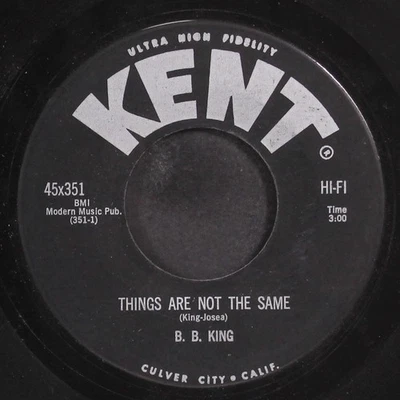 ULTRA HIGH FIDELITY
KENT
®
45x351
BMI
Modern Music Pub.
(351-1)
HI-FI
Time
3:00
THINGS ARE NOT THE SAME
(King-Josea)
B. B. KING
CULVER CITY • CALIF.